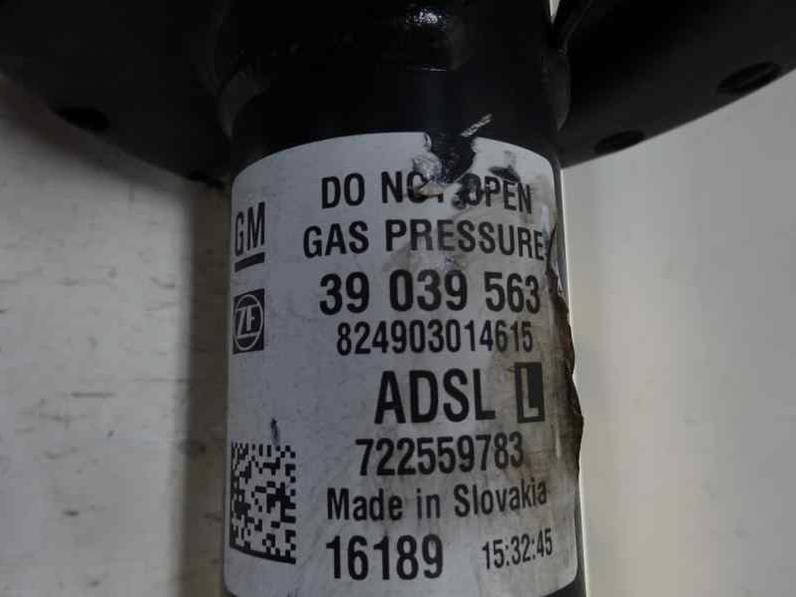 DO NOT OPEN
GM
GAS PRESSURE
39 039 563
ZF
824903014615
ADSL L
722559783
Made in Slovakia
16189 15:32:45